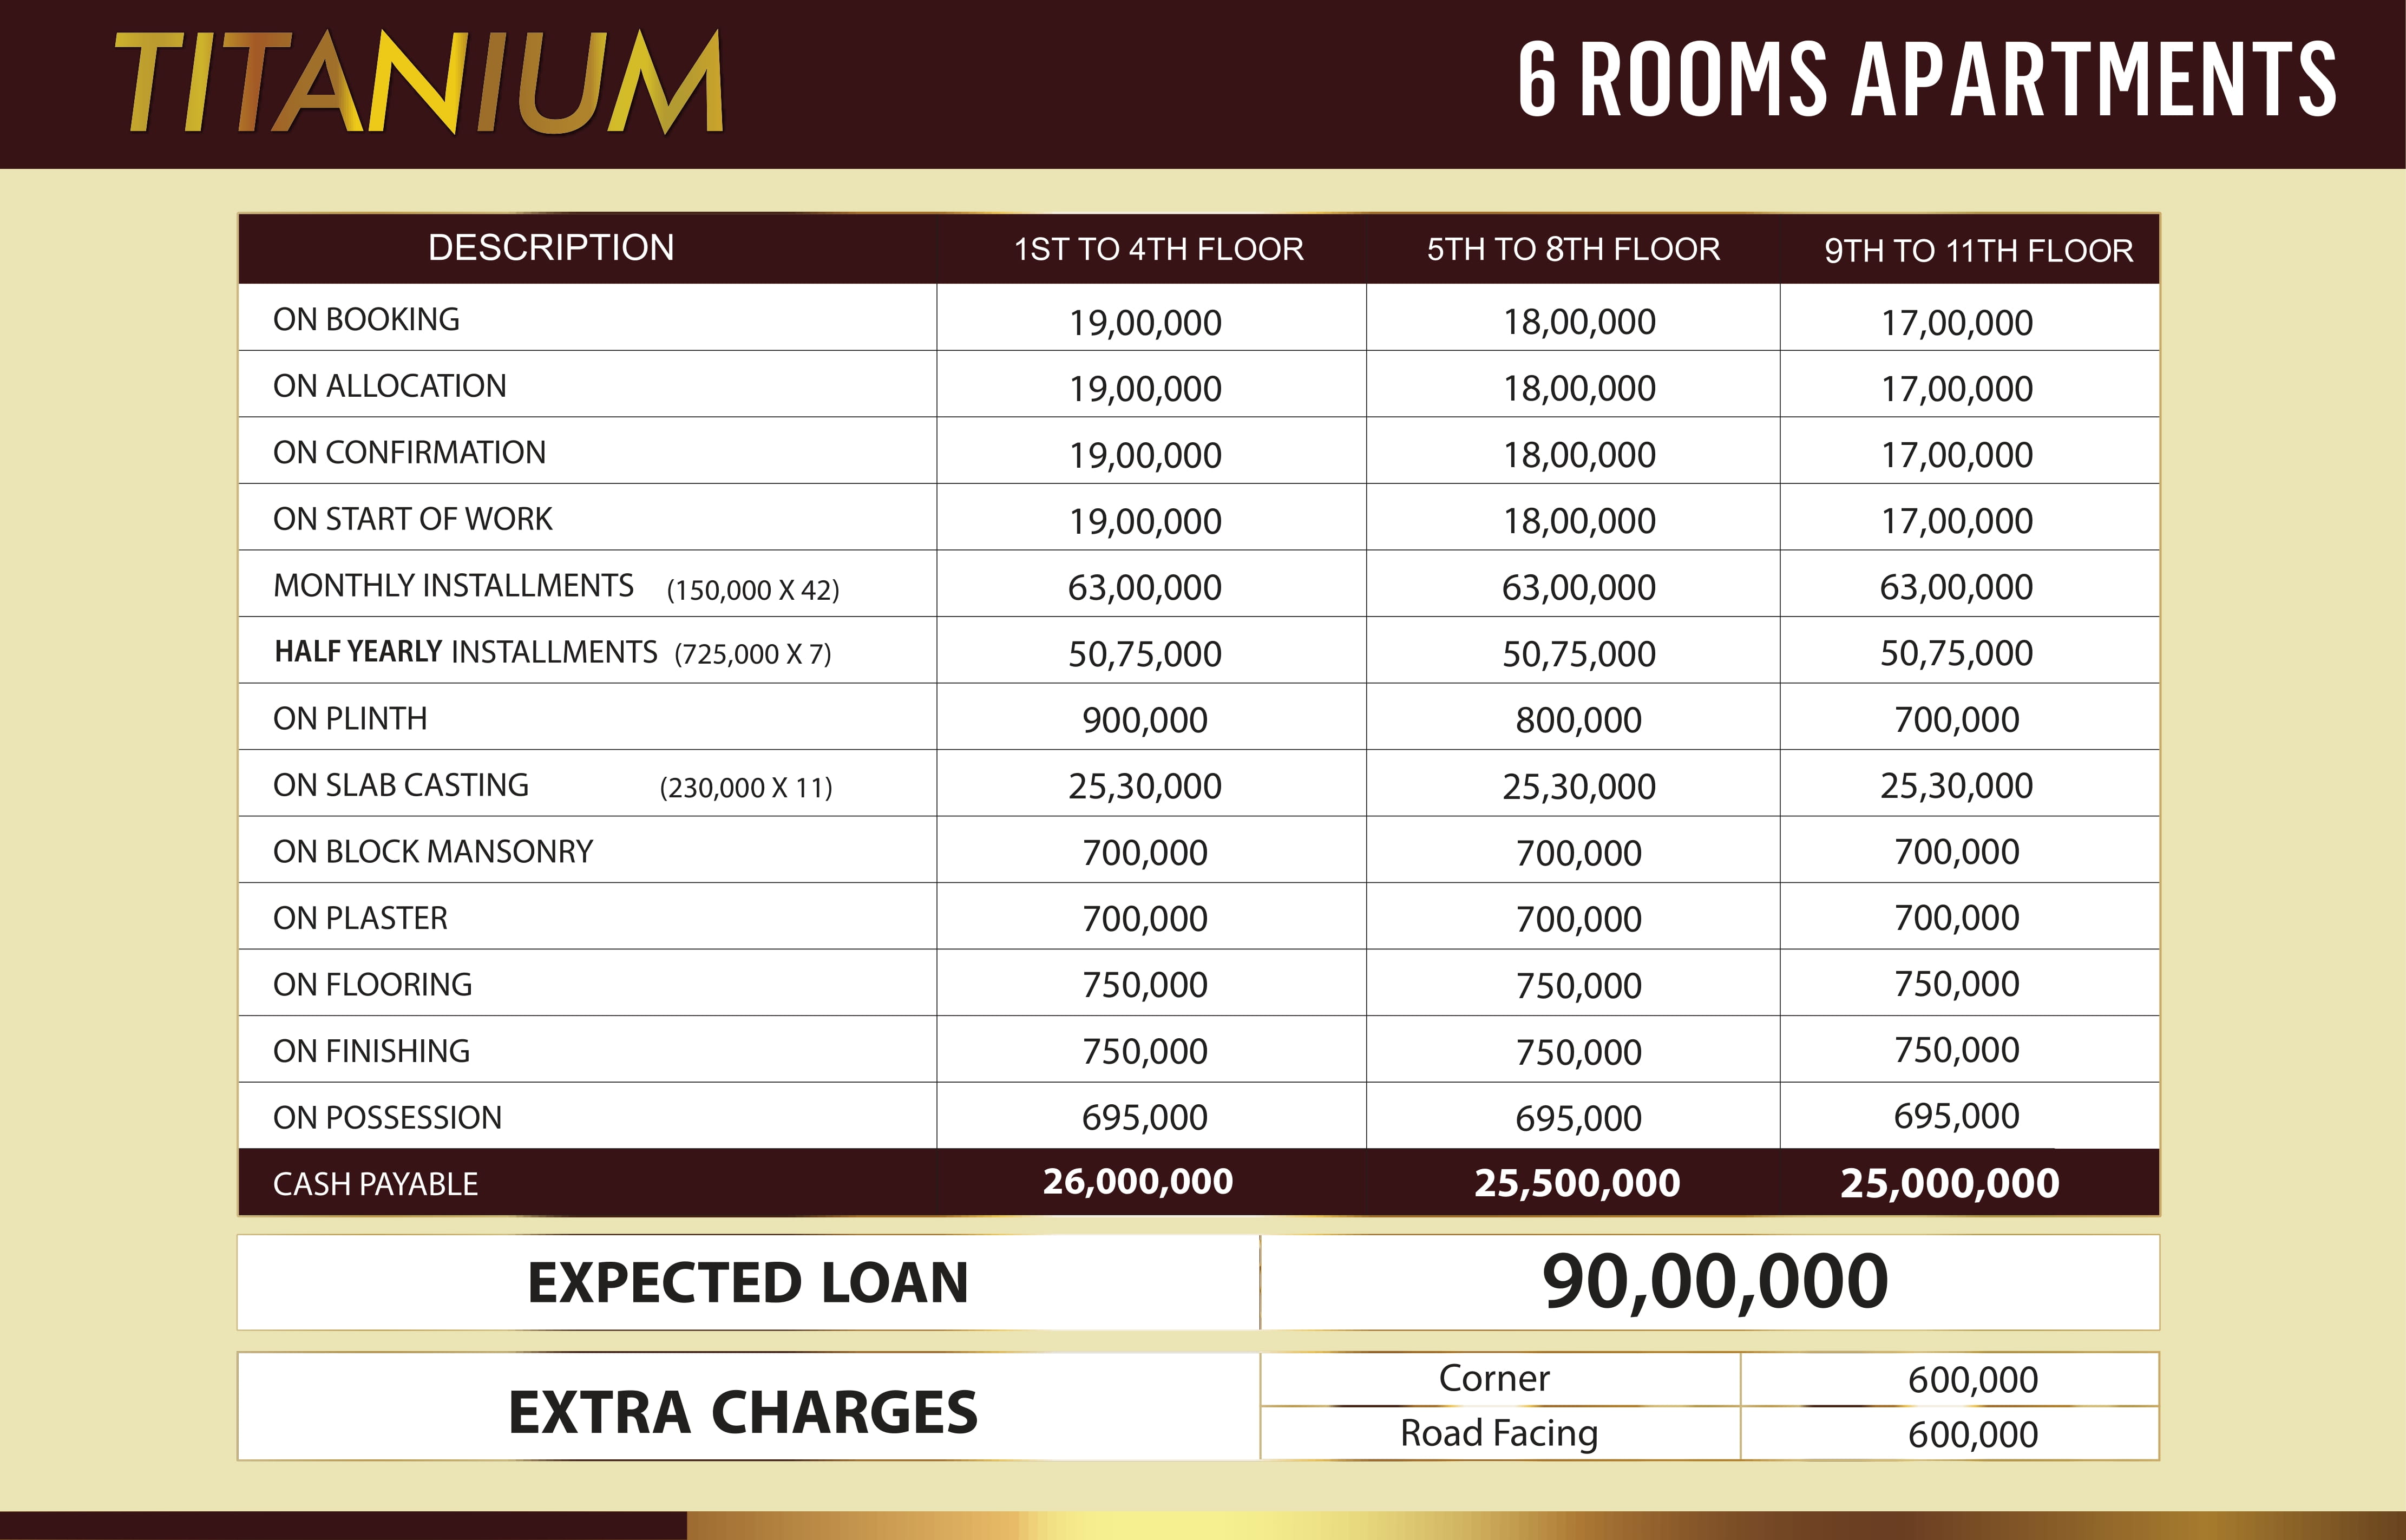 TITANIUM 6 ROOMS APARTMENTS
DESCRIPTION 1ST TO 4TH FLOOR 5TH TO 8TH FLOOR 9TH TO 11TH FLOOR
ON BOOKING 19,00,000 18,00,000 17,00,000
ON ALLOCATION 19,00,000 18,00,000 17,00,000
ON CONFIRMATION 19,00,000 18,00,000 17,00,000
ON START OF WORK 19,00,000 18,00,000 17,00,000
MONTHLY INSTALLMENTS (150,000 X 42) 63,00,000 63,00,000 63,00,000
HALF YEARLY INSTALLMENTS (725,000 X 7) 50,75,000 50,75,000 50,75,000
ON PLINTH 900,000 800,000 700,000
ON SLAB CASTING (230,000 X 11) 25,30,000 25,30,000 25,30,000
ON BLOCK MANSONRY 700,000 700,000 700,000
ON PLASTER 700,000 700,000 700,000
ON FLOORING 750,000 750,000 750,000
ON FINISHING 750,000 750,000 750,000
ON POSSESSION 695,000 695,000 695,000
CASH PAYABLE 26,000,000 25,500,000 25,000,000
EXPECTED LOAN 90,00,000
EXTRA CHARGES
Corner 600,000
Road Facing 600,000